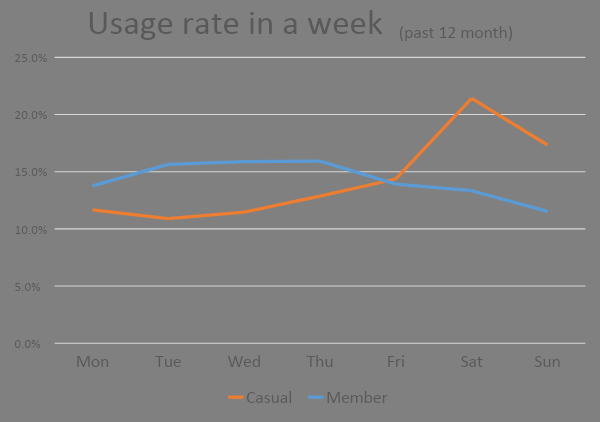 Usage rate in a week (past 12 month)
25.0%
20.0%
15.0%
10.0%
5.0%
0.0%
Mon Tue Wed Thu Fri Sat Sun
Casual Member